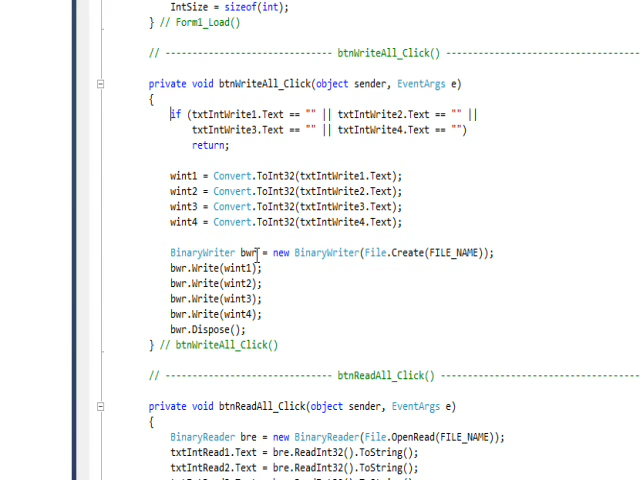 IntSize = sizeof(int);
} // Form1_Load()
// ------------------------------ btnWriteAll_Click() -----------------------------------
private void btnWriteAll_Click(object sender, EventArgs e)
{
if (txtIntWrite1.Text == "" || txtIntWrite2.Text == "" ||
txtIntWrite3.Text == "" || txtIntWrite4.Text == "")
return;
wint1 = Convert.ToInt32(txtIntWrite1.Text);
wint2 = Convert.ToInt32(txtIntWrite2.Text);
wint3 = Convert.ToInt32(txtIntWrite3.Text);
wint4 = Convert.ToInt32(txtIntWrite4.Text);
BinaryWriter bwr = new BinaryWriter(File.Create(FILE_NAME));
bwr.Write(wint1);
bwr.Write(wint2);
bwr.Write(wint3);
bwr.Write(wint4);
bwr.Dispose();
} // btnWriteAll_Click()
// ------------------------------ btnReadAll_Click() ------------------------------------
private void btnReadAll_Click(object sender, EventArgs e)
{
BinaryReader bre = new BinaryReader(File.OpenRead(FILE_NAME));
txtIntRead1.Text = bre.ReadInt32().ToString();
txtIntRead2.Text = bre.ReadInt32().ToString();